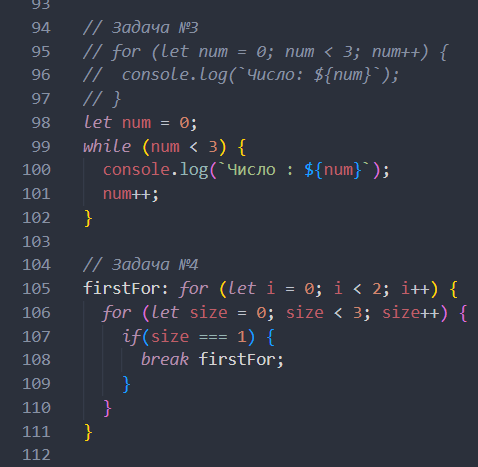 93
94 // Задача №3
95 // for (let num = 0; num < 3; num++) {
96 //  console.log(`Число: ${num}`);
97 // }
98 let num = 0;
99 while (num < 3) {
100   console.log(`Число : ${num}`);
101   num++;
102 }
103
104 // Задача №4
105 firstFor: for (let i = 0; i < 2; i++) {
106   for (let size = 0; size < 3; size++) {
107     if(size === 1) {
108       break firstFor;
109     }
110   }
111 }
112